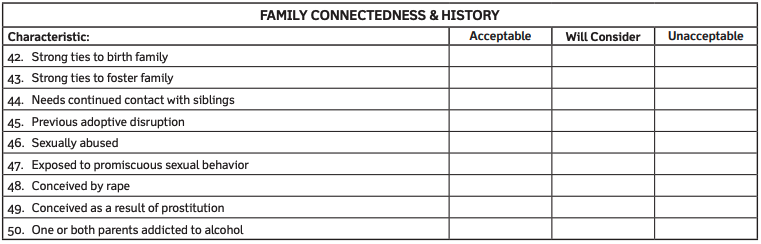 FAMILY CONNECTEDNESS & HISTORY
Characteristic: Acceptable Will Consider Unacceptable
42. Strong ties to birth family
43. Strong ties to foster family
44. Needs continued contact with siblings
45. Previous adoptive disruption
46. Sexually abused
47. Exposed to promiscuous sexual behavior
48. Conceived by rape
49. Conceived as a result of prostitution
50. One or both parents addicted to alcohol